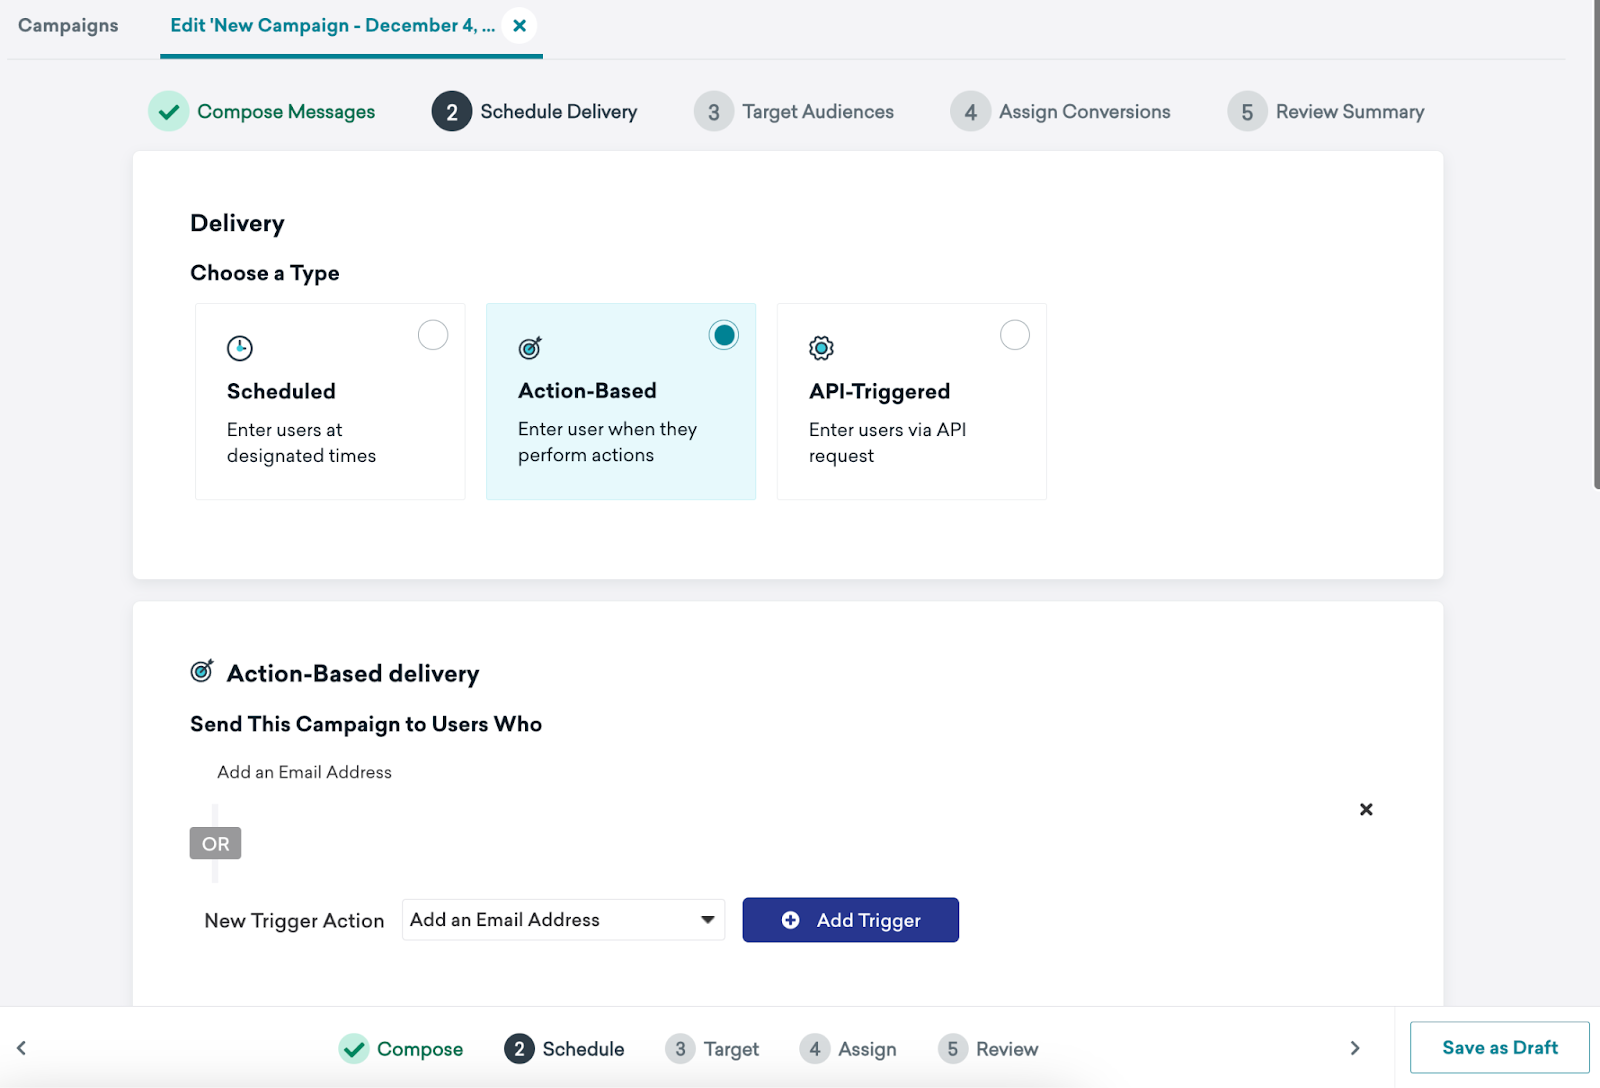 Campaigns
Edit 'New Campaign - December 4, ...
Compose Messages
2 Schedule Delivery
3 Target Audiences
4 Assign Conversions
5 Review Summary
Delivery
Choose a Type
Scheduled
Enter users at
designated times
Action-Based
Enter user when they
perform actions
API-Triggered
Enter users via API
request
Action-Based delivery
Send This Campaign to Users Who
Add an Email Address
OR
New Trigger Action
Add an Email Address
Add Trigger
Compose
2 Schedule
3 Target
4 Assign
5 Review
Save as Draft